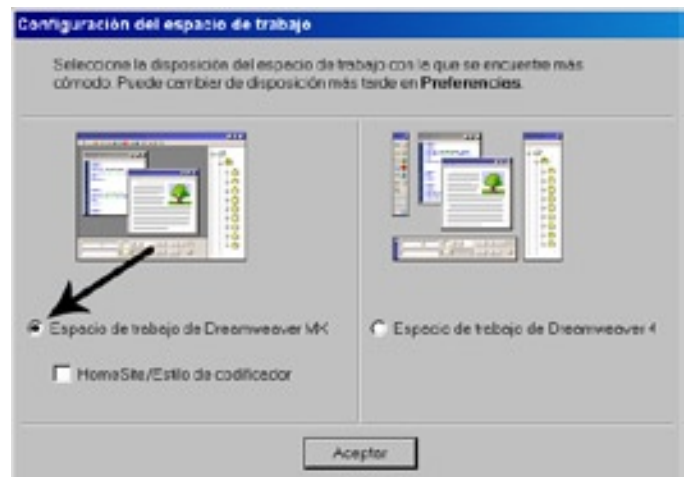 Configuración del espacio de trabajo
Seleccione la disposición del espacio de trabajo con la que se encuentre más
cómodo. Puede cambiar de disposición más tarde en Preferencias.
Espacio de trabajo de Dreamweaver MX
Espacio de trabajo de Dreamweaver 4
HomeSite/Estilo de codificador
Aceptar